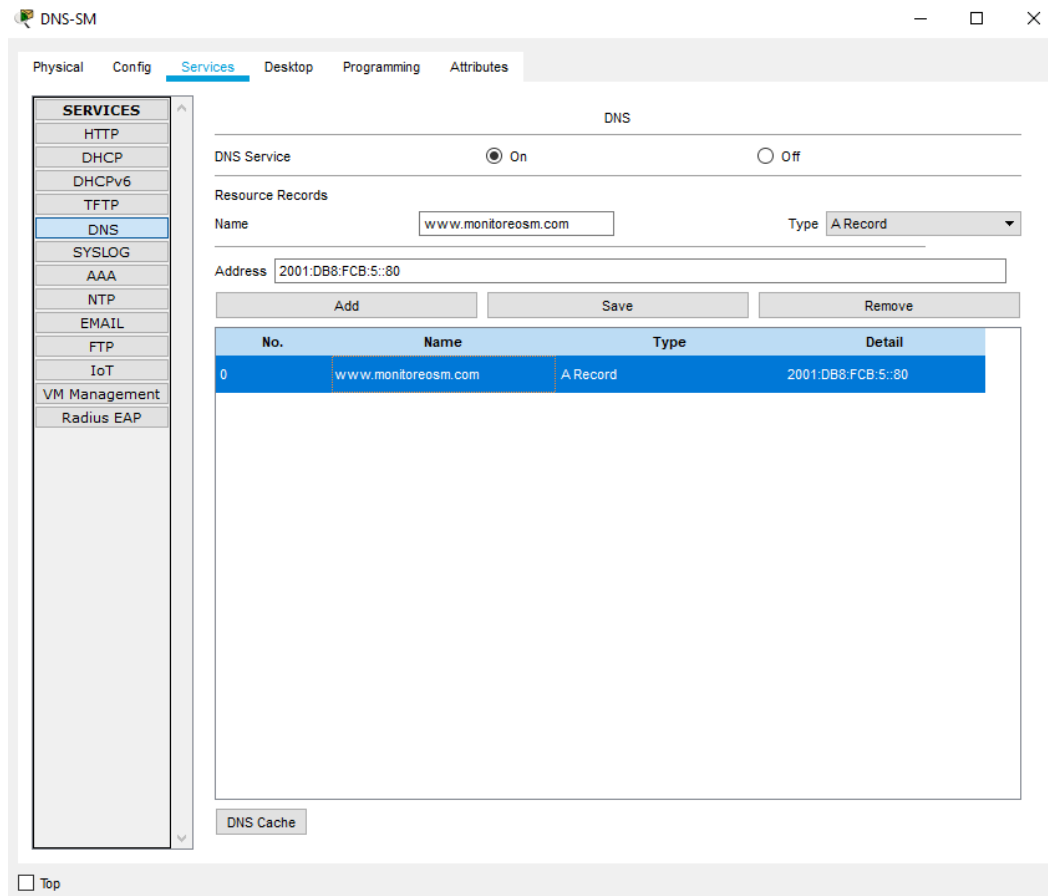 DNS-SM
Physical Config Services Desktop Programming Attributes
SERVICES
HTTP
DHCP
DHCPv6
TFTP
DNS
SYSLOG
AAA
NTP
EMAIL
FTP
IoT
VM Management
Radius EAP
DNS
DNS Service On Off
Resource Records
Name www.monitoreosm.com Type A Record
Address 2001:DB8:FCB:5::80
Add Save Remove
No. Name Type Detail
0 www.monitoreosm.com A Record 2001:DB8:FCB:5::80
DNS Cache
Top